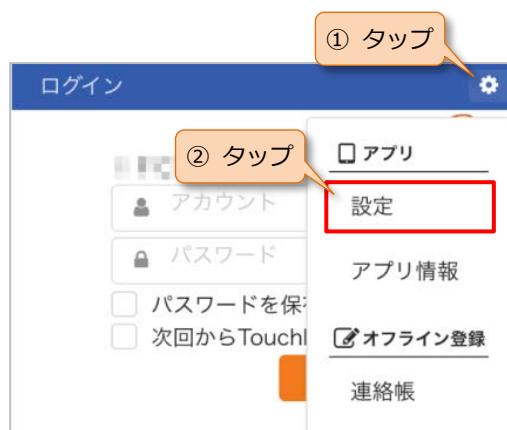 ① タップ
ログイン
② タップ
アプリ
アカウント
設定
パスワード
アプリ情報
パスワードを保
次回からTouch
オフライン登録
連絡帳